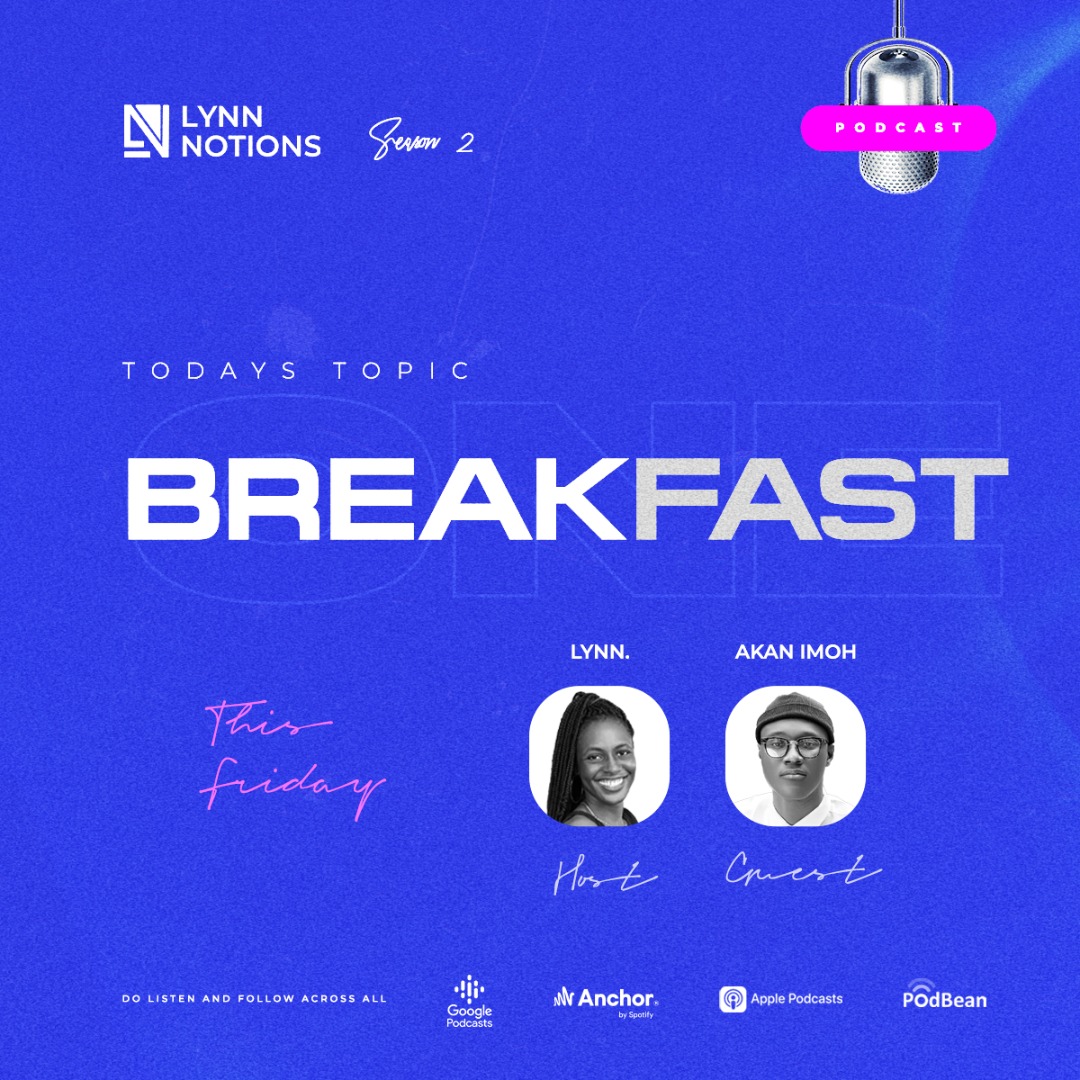 LYNN
NOTIONS
Season 2
PODCAST
TODAYS TOPIC
ONE
BREAKFAST
LYNN.
AKAN IMOH
This
friday
Host
Guest
DO LISTEN AND FOLLOW ACROSS ALL
Google
Podcasts
Anchor
by Spotify
Apple Podcasts
PodBean